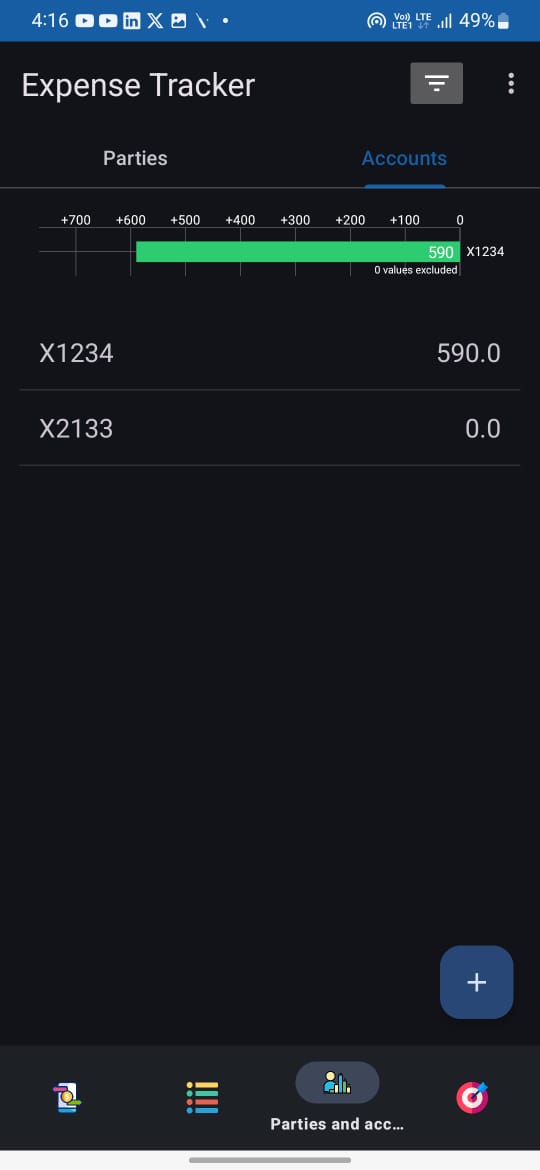 4:16 in X Vo)) LTE LTE1 49%
Expense Tracker
Parties Accounts
+700 +600 +500 +400 +300 +200 +100 0
590 X1234
0 values excluded
X1234 590.0
X2133 0.0
+
Parties and acc...